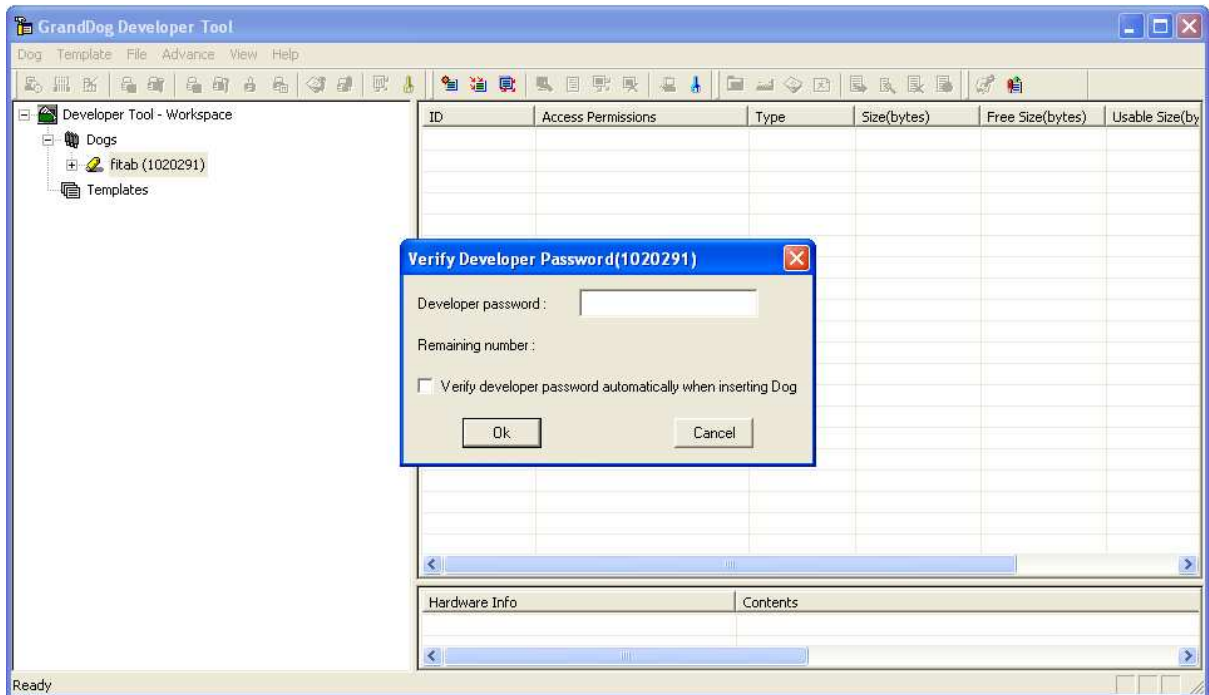 GrandDog Developer Tool
Dog Template File Advance View Help
Developer Tool - Workspace
Dogs
fitab (1020291)
Templates
ID Access Permissions Type Size(bytes) Free Size(bytes) Usable Size(by
Verify Developer Password(1020291)
Developer password :
Remaining number :
Verify developer password automatically when inserting Dog
Ok Cancel
Hardware Info Contents
Ready